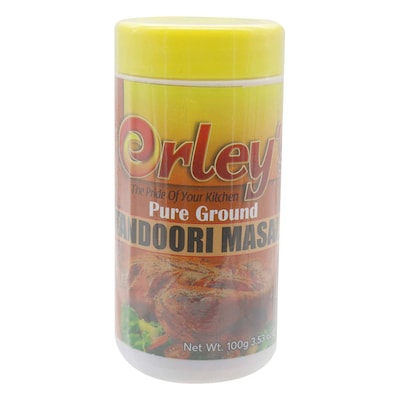 Orley's
The Pride Of Your Kitchen
Pure Ground
TANDOORI MASA
Net Wt. 100g 3.53